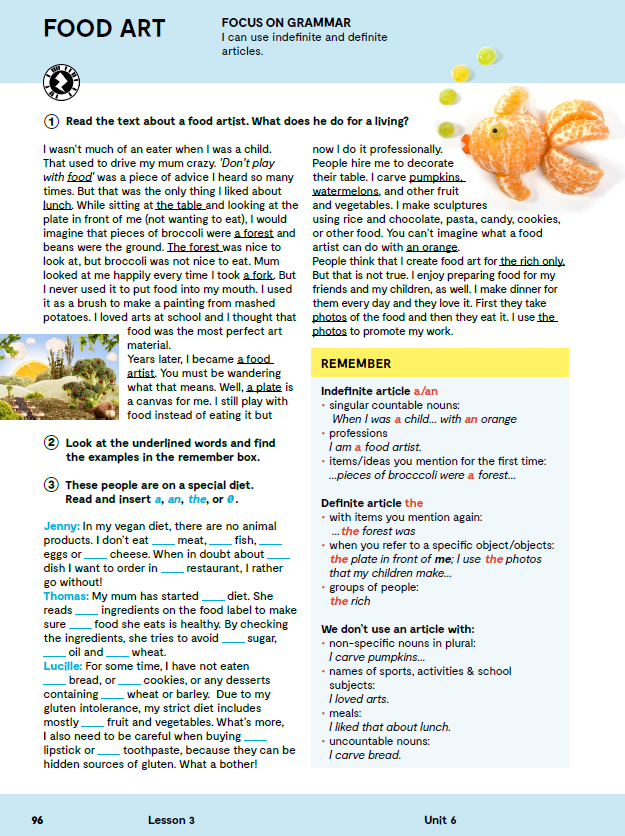 FOOD ART
FOCUS ON GRAMMAR
I can use indefinite and definite
articles.
1 Read the text about a food artist. What does he do for a living?
I wasn't much of an eater when I was a child.
That used to drive my mum crazy. 'Don't play
with food' was a piece of advice I heard so many
times. But that was the only thing I liked about
lunch. While sitting at the table and looking at the
plate in front of me (not wanting to eat), I would
imagine that pieces of broccoli were a forest and
beans were the ground. The forest was nice to
look at, but broccoli was not nice to eat. Mum
looked at me happily every time I took a fork. But
I never used it to put food into my mouth. I used
it as a brush to make a painting from mashed
potatoes. I loved arts at school and I thought that
food was the most perfect art
material.
Years later, I became a food
artist. You must be wandering
what that means. Well, a plate is
a canvas for me. I still play with
food instead of eating it but
now I do it professionally.
People hire me to decorate
their table. I carve pumpkins,
watermelons, and other fruit
and vegetables. I make sculptures
using rice and chocolate, pasta, candy, cookies,
or other food. You can't imagine what a food
artist can do with an orange.
People think that I create food art for the rich only.
But that is not true. I enjoy preparing food for my
friends and my children, as well. I make dinner for
them every day and they love it. First they take
photos of the food and then they eat it. I use the
photos to promote my work.
2 Look at the underlined words and find
the examples in the remember box.
3 These people are on a special diet.
Read and insert a, an, the, or Ø.
Jenny: In my vegan diet, there are no animal
products. I don't eat ____ meat, ____ fish, ____
eggs or ____ cheese. When in doubt about ____
dish I want to order in ____ restaurant, I rather
go without!
Thomas: My mum has started ____ diet. She
reads ____ ingredients on the food label to make
sure ____ food she eats is healthy. By checking
the ingredients, she tries to avoid ____ sugar,
____ oil and ____ wheat.
Lucille: For some time, I have not eaten
____ bread, or ____ cookies, or any desserts
containing ____ wheat or barley. Due to my
gluten intolerance, my strict diet includes
mostly ____ fruit and vegetables. What's more,
I also need to be careful when buying ____
lipstick or ____ toothpaste, because they can be
hidden sources of gluten. What a bother!
REMEMBER
Indefinite article a/an
• singular countable nouns:
When I was a child... with an orange
• professions
I am a food artist.
• items/ideas you mention for the first time:
...pieces of brocccoli were a forest...
Definite article the
• with items you mention again:
...the forest was
• when you refer to a specific object/objects:
the plate in front of me; I use the photos
that my children make...
• groups of people:
the rich
We don't use an article with:
• non-specific nouns in plural:
I carve pumpkins...
• names of sports, activities & school
subjects:
I loved arts.
• meals:
I liked that about lunch.
• uncountable nouns:
I carve bread.
96 Lesson 3 Unit 6